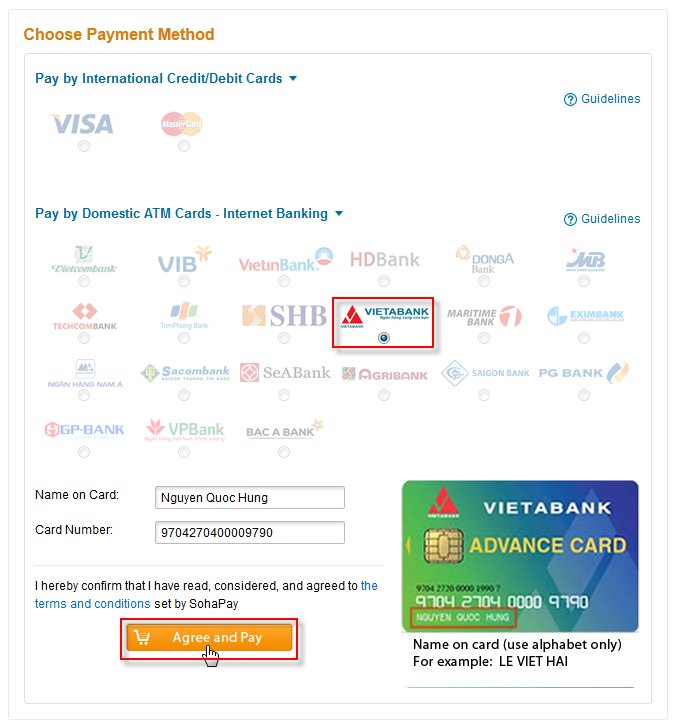 Choose Payment Method
Pay by International Credit/Debit Cards
Guidelines
VISA
MasterCard
Pay by Domestic ATM Cards - Internet Banking
Guidelines
Vietcombank
VIB
VietinBank
HDBank
DONGA Bank
MB
TECHCOMBANK
TienPhong Bank
SHB
VIETABANK
VIETABANK
MARITIME BANK
EXIMBANK
NGÂN HÀNG NAM Á
Sacombank
SAIGON THUONG TIN BANK
SeABank
AGRIBANK
SAIGON BANK
PG BANK
GP.BANK
VPBank
BAC A BANK
Name on Card:
Nguyen Quoc Hung
Card Number:
9704270400009790
I hereby confirm that I have read, considered, and agreed to the
terms and conditions set by SohaPay
Agree and Pay
VIETABANK
ADVANCE CARD
9704 2720 0000 1990 7
9704 2704 0000 9790
NGUYEN QUOC HUNG
Name on card (use alphabet only)
For example: LE VIET HAI